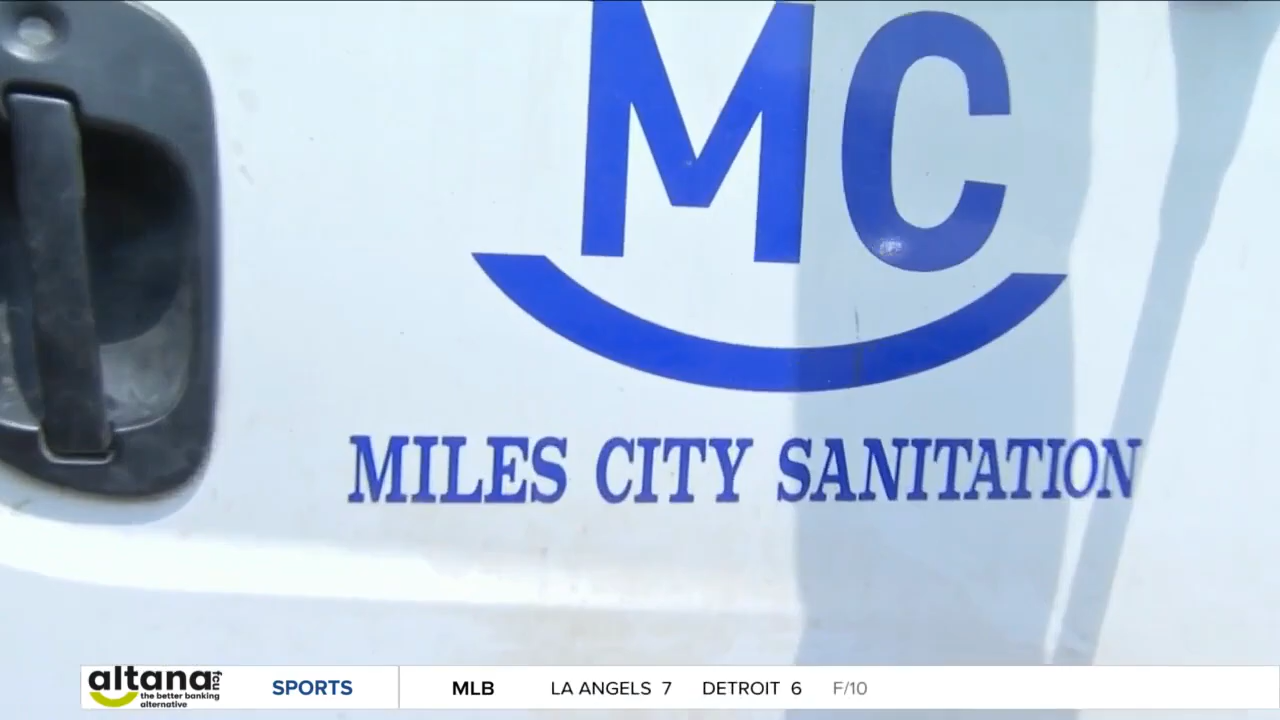 MC
MILES CITY SANITATION
altana fcu
the better banking
alternative
SPORTS
MLB
LA ANGELS 7 DETROIT 6 F/10